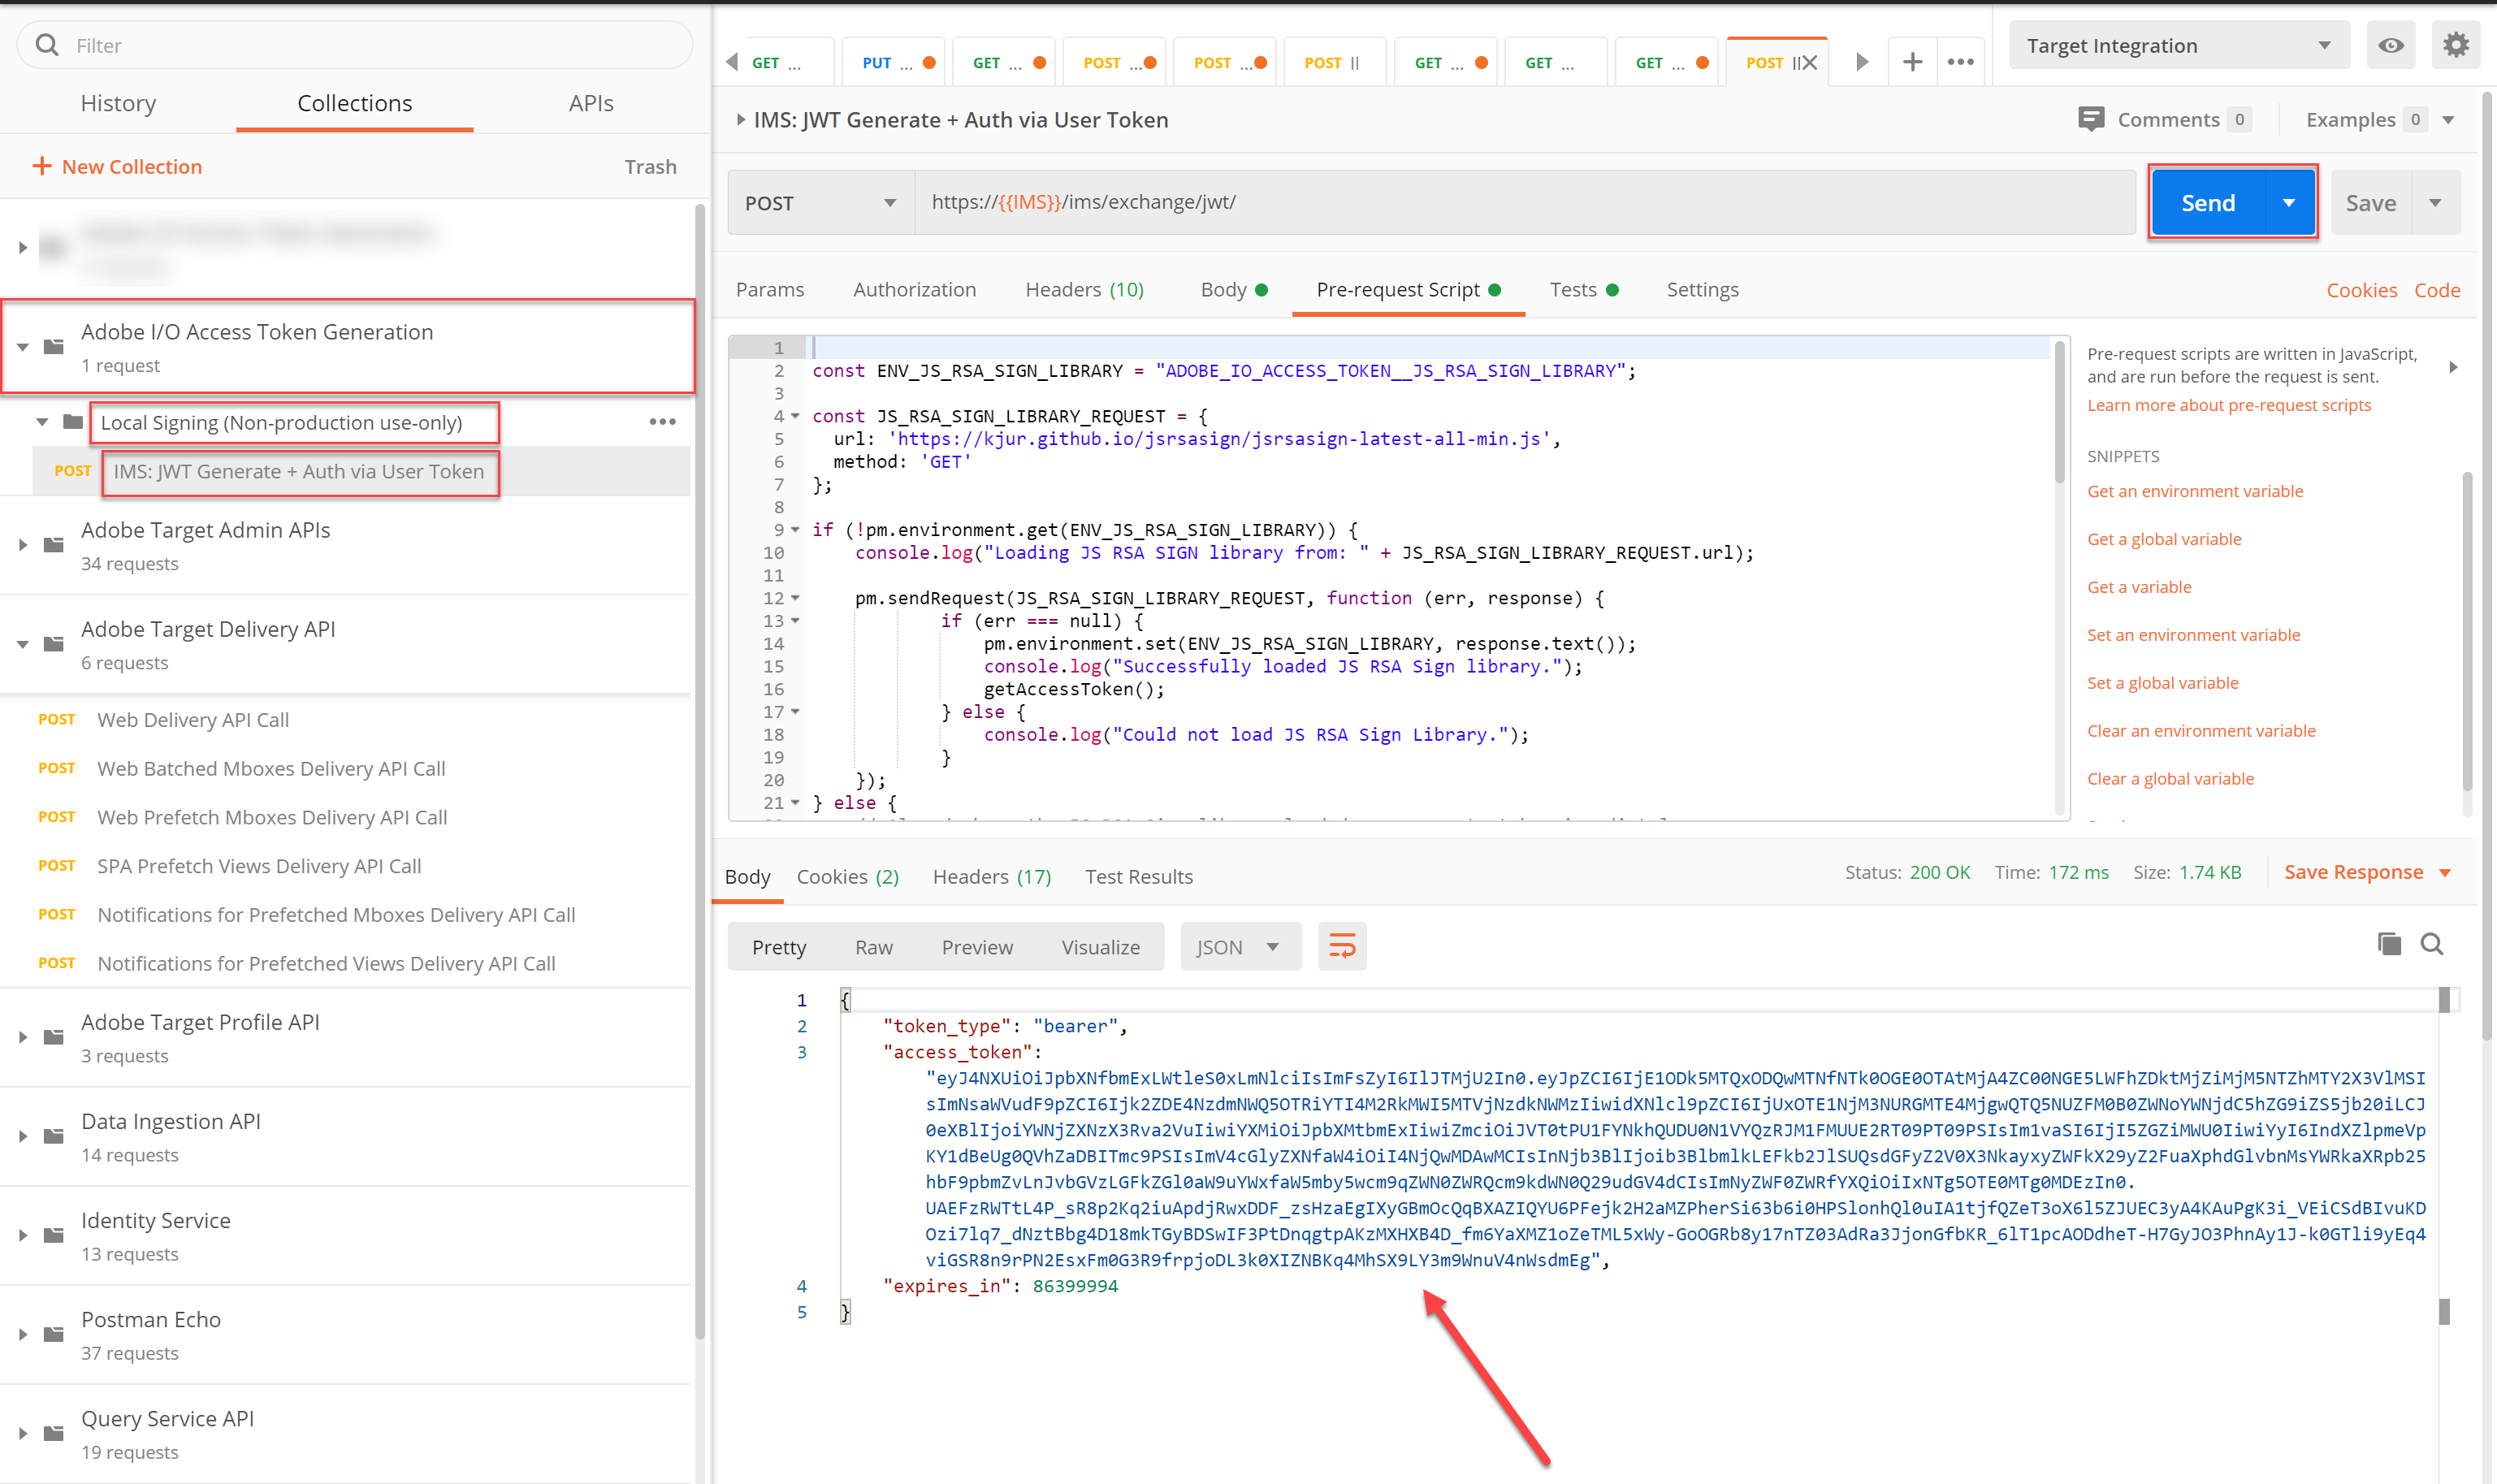 Filter
History
Collections
APIs
New Collection
Trash
Adobe I/O Access Token Generation
1 request
Local Signing (Non-production use-only)
POST IMS: JWT Generate + Auth via User Token
Adobe Target Admin APIs
34 requests
Adobe Target Delivery API
6 requests
POST Web Delivery API Call
POST Web Batched Mboxes Delivery API Call
POST Web Prefetch Mboxes Delivery API Call
POST SPA Prefetch Views Delivery API Call
POST Notifications for Prefetched Mboxes Delivery API Call
POST Notifications for Prefetched Views Delivery API Call
Adobe Target Profile API
3 requests
Data Ingestion API
14 requests
Identity Service
13 requests
Postman Echo
37 requests
Query Service API
19 requests
GET ... PUT ... GET ... POST ... POST ... POST || GET ... GET ... GET ... POST ||
Target Integration
IMS: JWT Generate + Auth via User Token
Comments 0
Examples 0
POST
https://{{IMS}}/ims/exchange/jwt/
Send
Save
Params Authorization Headers (10) Body Pre-request Script Tests Settings
Cookies Code
1
2 const ENV_JS_RSA_SIGN_LIBRARY = "ADOBE_IO_ACCESS_TOKEN__JS_RSA_SIGN_LIBRARY";
3
4 const JS_RSA_SIGN_LIBRARY_REQUEST = {
5 url: 'https://kjur.github.io/jsrsasign/jsrsasign-latest-all-min.js',
6 method: 'GET'
7 };
8
9 if (!pm.environment.get(ENV_JS_RSA_SIGN_LIBRARY)) {
10 console.log("Loading JS RSA SIGN library from: " + JS_RSA_SIGN_LIBRARY_REQUEST.url);
11
12 pm.sendRequest(JS_RSA_SIGN_LIBRARY_REQUEST, function (err, response) {
13 if (err === null) {
14 pm.environment.set(ENV_JS_RSA_SIGN_LIBRARY, response.text());
15 console.log("Successfully loaded JS RSA Sign library.");
16 getAccessToken();
17 } else {
18 console.log("Could not load JS RSA Sign Library.");
19 }
20 });
21 } else {
Pre-request scripts are written in JavaScript,
and are run before the request is sent.
Learn more about pre-request scripts
SNIPPETS
Get an environment variable
Get a global variable
Get a variable
Set an environment variable
Set a global variable
Clear an environment variable
Clear a global variable
Body Cookies (2) Headers (17) Test Results
Status: 200 OK Time: 172 ms Size: 1.74 KB
Save Response
Pretty Raw Preview Visualize JSON
1 {
2 "token_type": "bearer",
3 "access_token":
4 "expires_in": 86399994
5 }